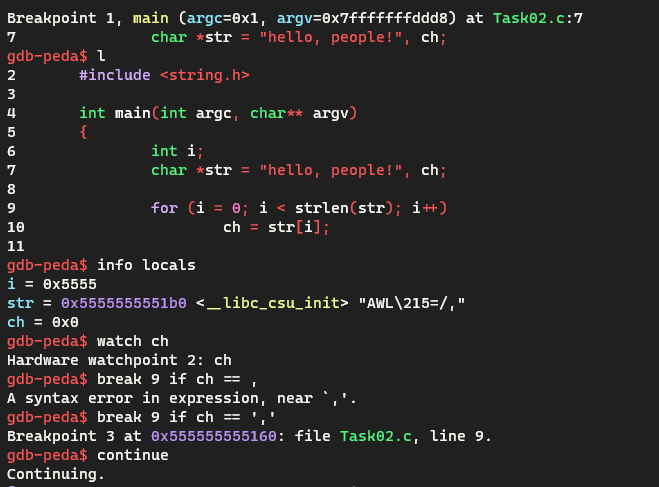 Breakpoint 1, main (argc=0x1, argv=0x7fffffffddd8) at Task02.c:7
7               char *str = "hello, people!", ch;
gdb-peda$ l
2       #include <string.h>
3
4       int main(int argc, char** argv)
5       {
6               int i;
7               char *str = "hello, people!", ch;
8
9               for (i = 0; i < strlen(str); i++)
10                      ch = str[i];
11
gdb-peda$ info locals
i = 0x5555
str = 0x5555555551b0 <__libc_csu_init> "AWL\215=/,"
ch = 0x0
gdb-peda$ watch ch
Hardware watchpoint 2: ch
gdb-peda$ break 9 if ch == ,
A syntax error in expression, near `,'.
gdb-peda$ break 9 if ch == ','
Breakpoint 3 at 0x555555555160: file Task02.c, line 9.
gdb-peda$ continue
Continuing.